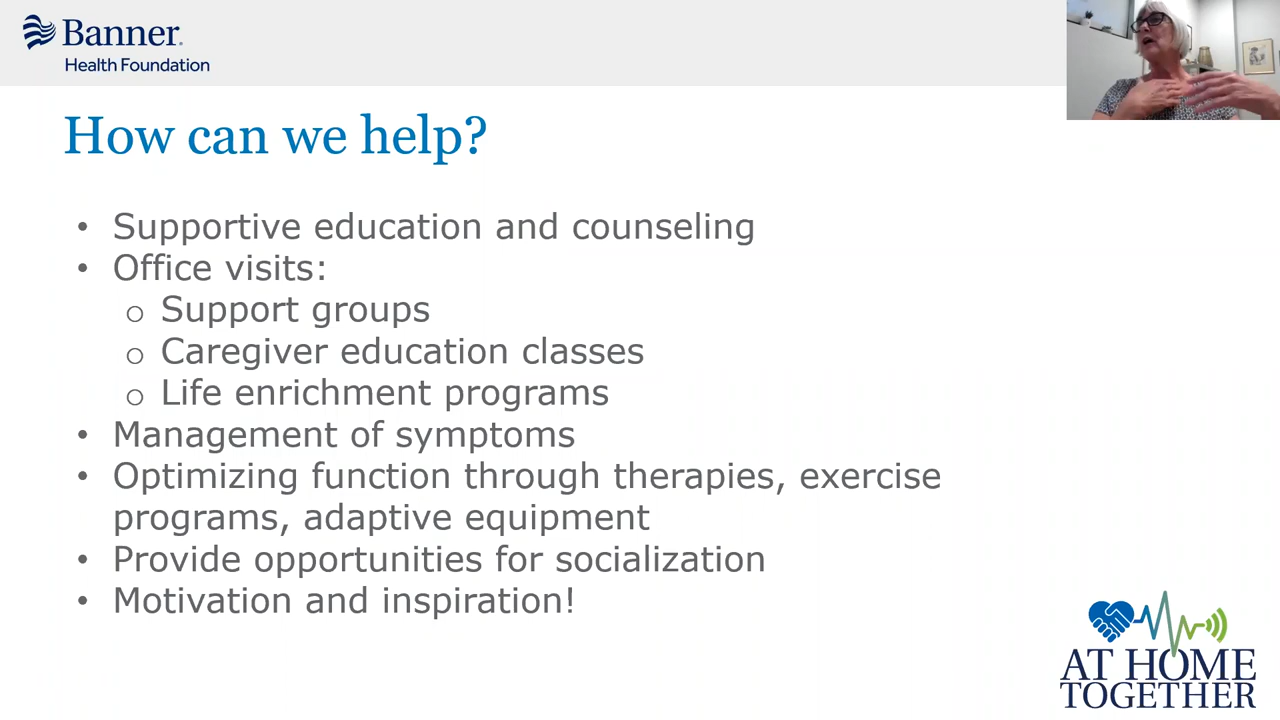 Banner
Health Foundation
How can we help?
• Supportive education and counseling
• Office visits:
o Support groups
o Caregiver education classes
o Life enrichment programs
• Management of symptoms
• Optimizing function through therapies, exercise
programs, adaptive equipment
• Provide opportunities for socialization
• Motivation and inspiration!
AT HOME
TOGETHER